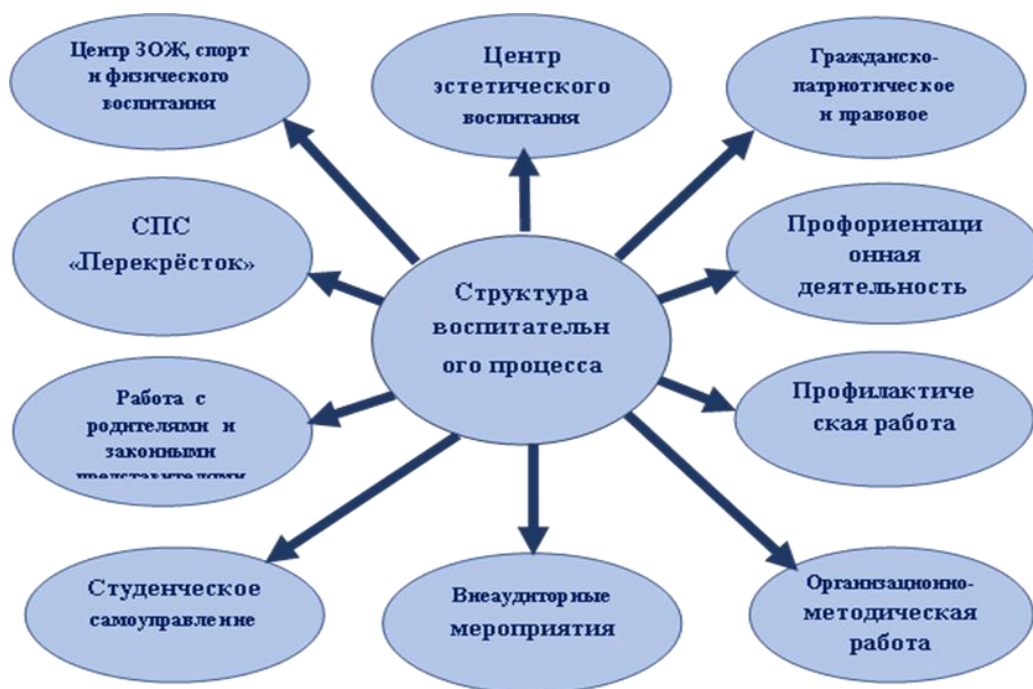 Центр ЗОЖ, спорт
и физического
воспитания
Центр
эстетического
воспитания
Гражданско-
патриотическое
и правовое
СПС
«Перекрёсток»
Структура
воспитательн
ого процесса
Профориентаци
онная
деятельность
Работа с
родителями и
законными
представителями
Профилактиче
ская работа
Студенческое
самоуправление
Внеаудиторные
мероприятия
Организационно-
методическая
работа